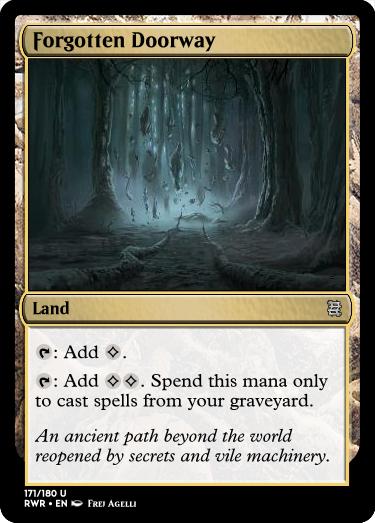 Forgotten Doorway
Land
: Add .
: Add . Spend this mana only
to cast spells from your graveyard.
An ancient path beyond the world
reopened by secrets and vile machinery.
171/180 U
RWR • EN Frei Agelli